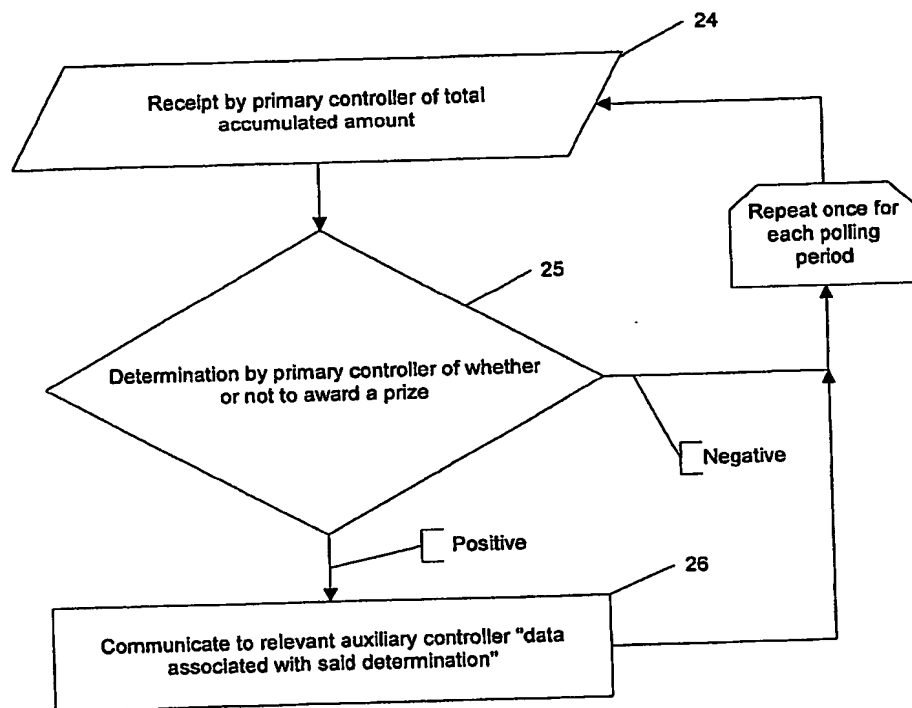 24
Receipt by primary controller of total
accumulated amount
Repeat once for
each polling
period
25
Determination by primary controller of whether
or not to award a prize
Negative
Positive
26
Communicate to relevant auxiliary controller "data
associated with said determination"